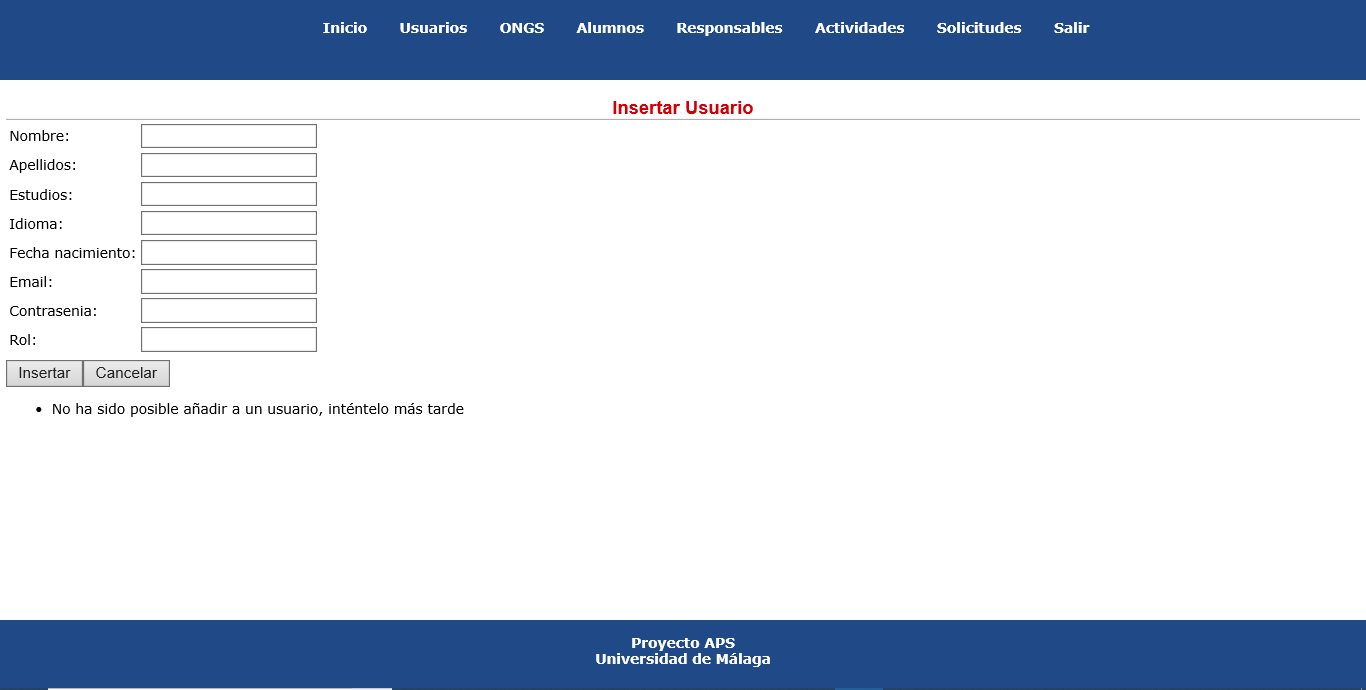 Inicio Usuarios ONGS Alumnos Responsables Actividades Solicitudes Salir
Insertar Usuario
Nombre:
Apellidos:
Estudios:
Idioma:
Fecha nacimiento:
Email:
Contrasenia:
Rol:
Insertar Cancelar
• No ha sido posible añadir a un usuario, inténtelo más tarde
Proyecto APS
Universidad de Málaga